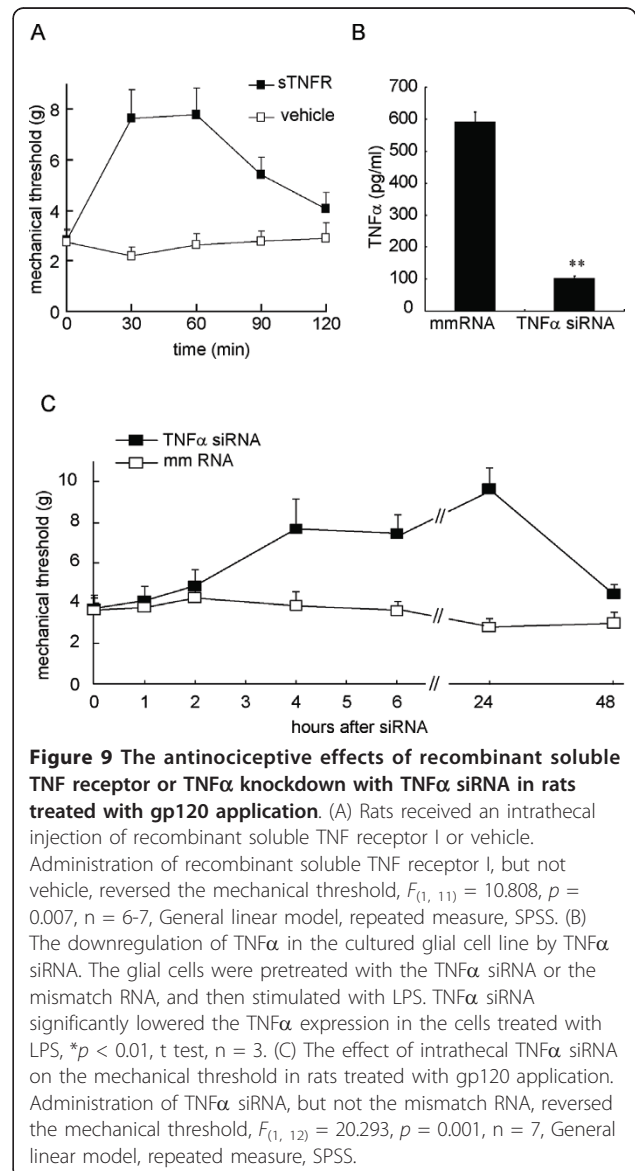 A
B
sTNFR
vehicle
mechanical threshold (g)
8
6
4
2
0
0 30 60 90 120
time (min)
TNFα (pg/ml)
700
600
500
400
300
200
100
0
**
mmRNA TNFα siRNA
C
TNFα siRNA
mm RNA
mechanical threshold (g)
10
8
6
4
2
0
// //
0 1 2 3 4 5 6 // 24 48
hours after siRNA
Figure 9 The antinociceptive effects of recombinant soluble
TNF receptor or TNFα knockdown with TNFα siRNA in rats
treated with gp120 application. (A) Rats received an intrathecal
injection of recombinant soluble TNF receptor I or vehicle.
Administration of recombinant soluble TNF receptor I, but not
vehicle, reversed the mechanical threshold, F(1, 11) = 10.808, p =
0.007, n = 6-7, General linear model, repeated measure, SPSS. (B)
The downregulation of TNFα in the cultured glial cell line by TNFα
siRNA. The glial cells were pretreated with the TNFα siRNA or the
mismatch RNA, and then stimulated with LPS. TNFα siRNA
significantly lowered the TNFα expression in the cells treated with
LPS, *p < 0.01, t test, n = 3. (C) The effect of intrathecal TNFα siRNA
on the mechanical threshold in rats treated with gp120 application.
Administration of TNFα siRNA, but not the mismatch RNA, reversed
the mechanical threshold, F(1, 12) = 20.293, p = 0.001, n = 7, General
linear model, repeated measure, SPSS.